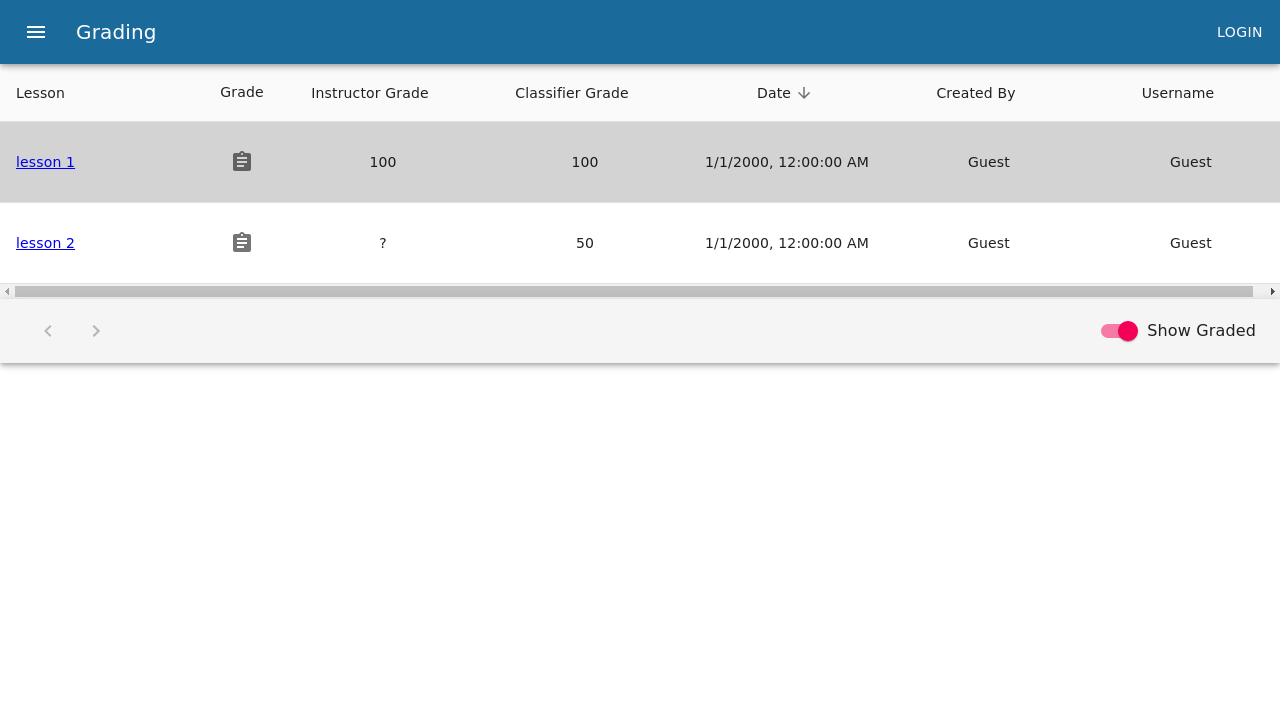 Grading
LOGIN
Lesson Grade Instructor Grade Classifier Grade Date Created By Username
lesson 1 100 100 1/1/2000, 12:00:00 AM Guest Guest
lesson 2 ? 50 1/1/2000, 12:00:00 AM Guest Guest
Show Graded